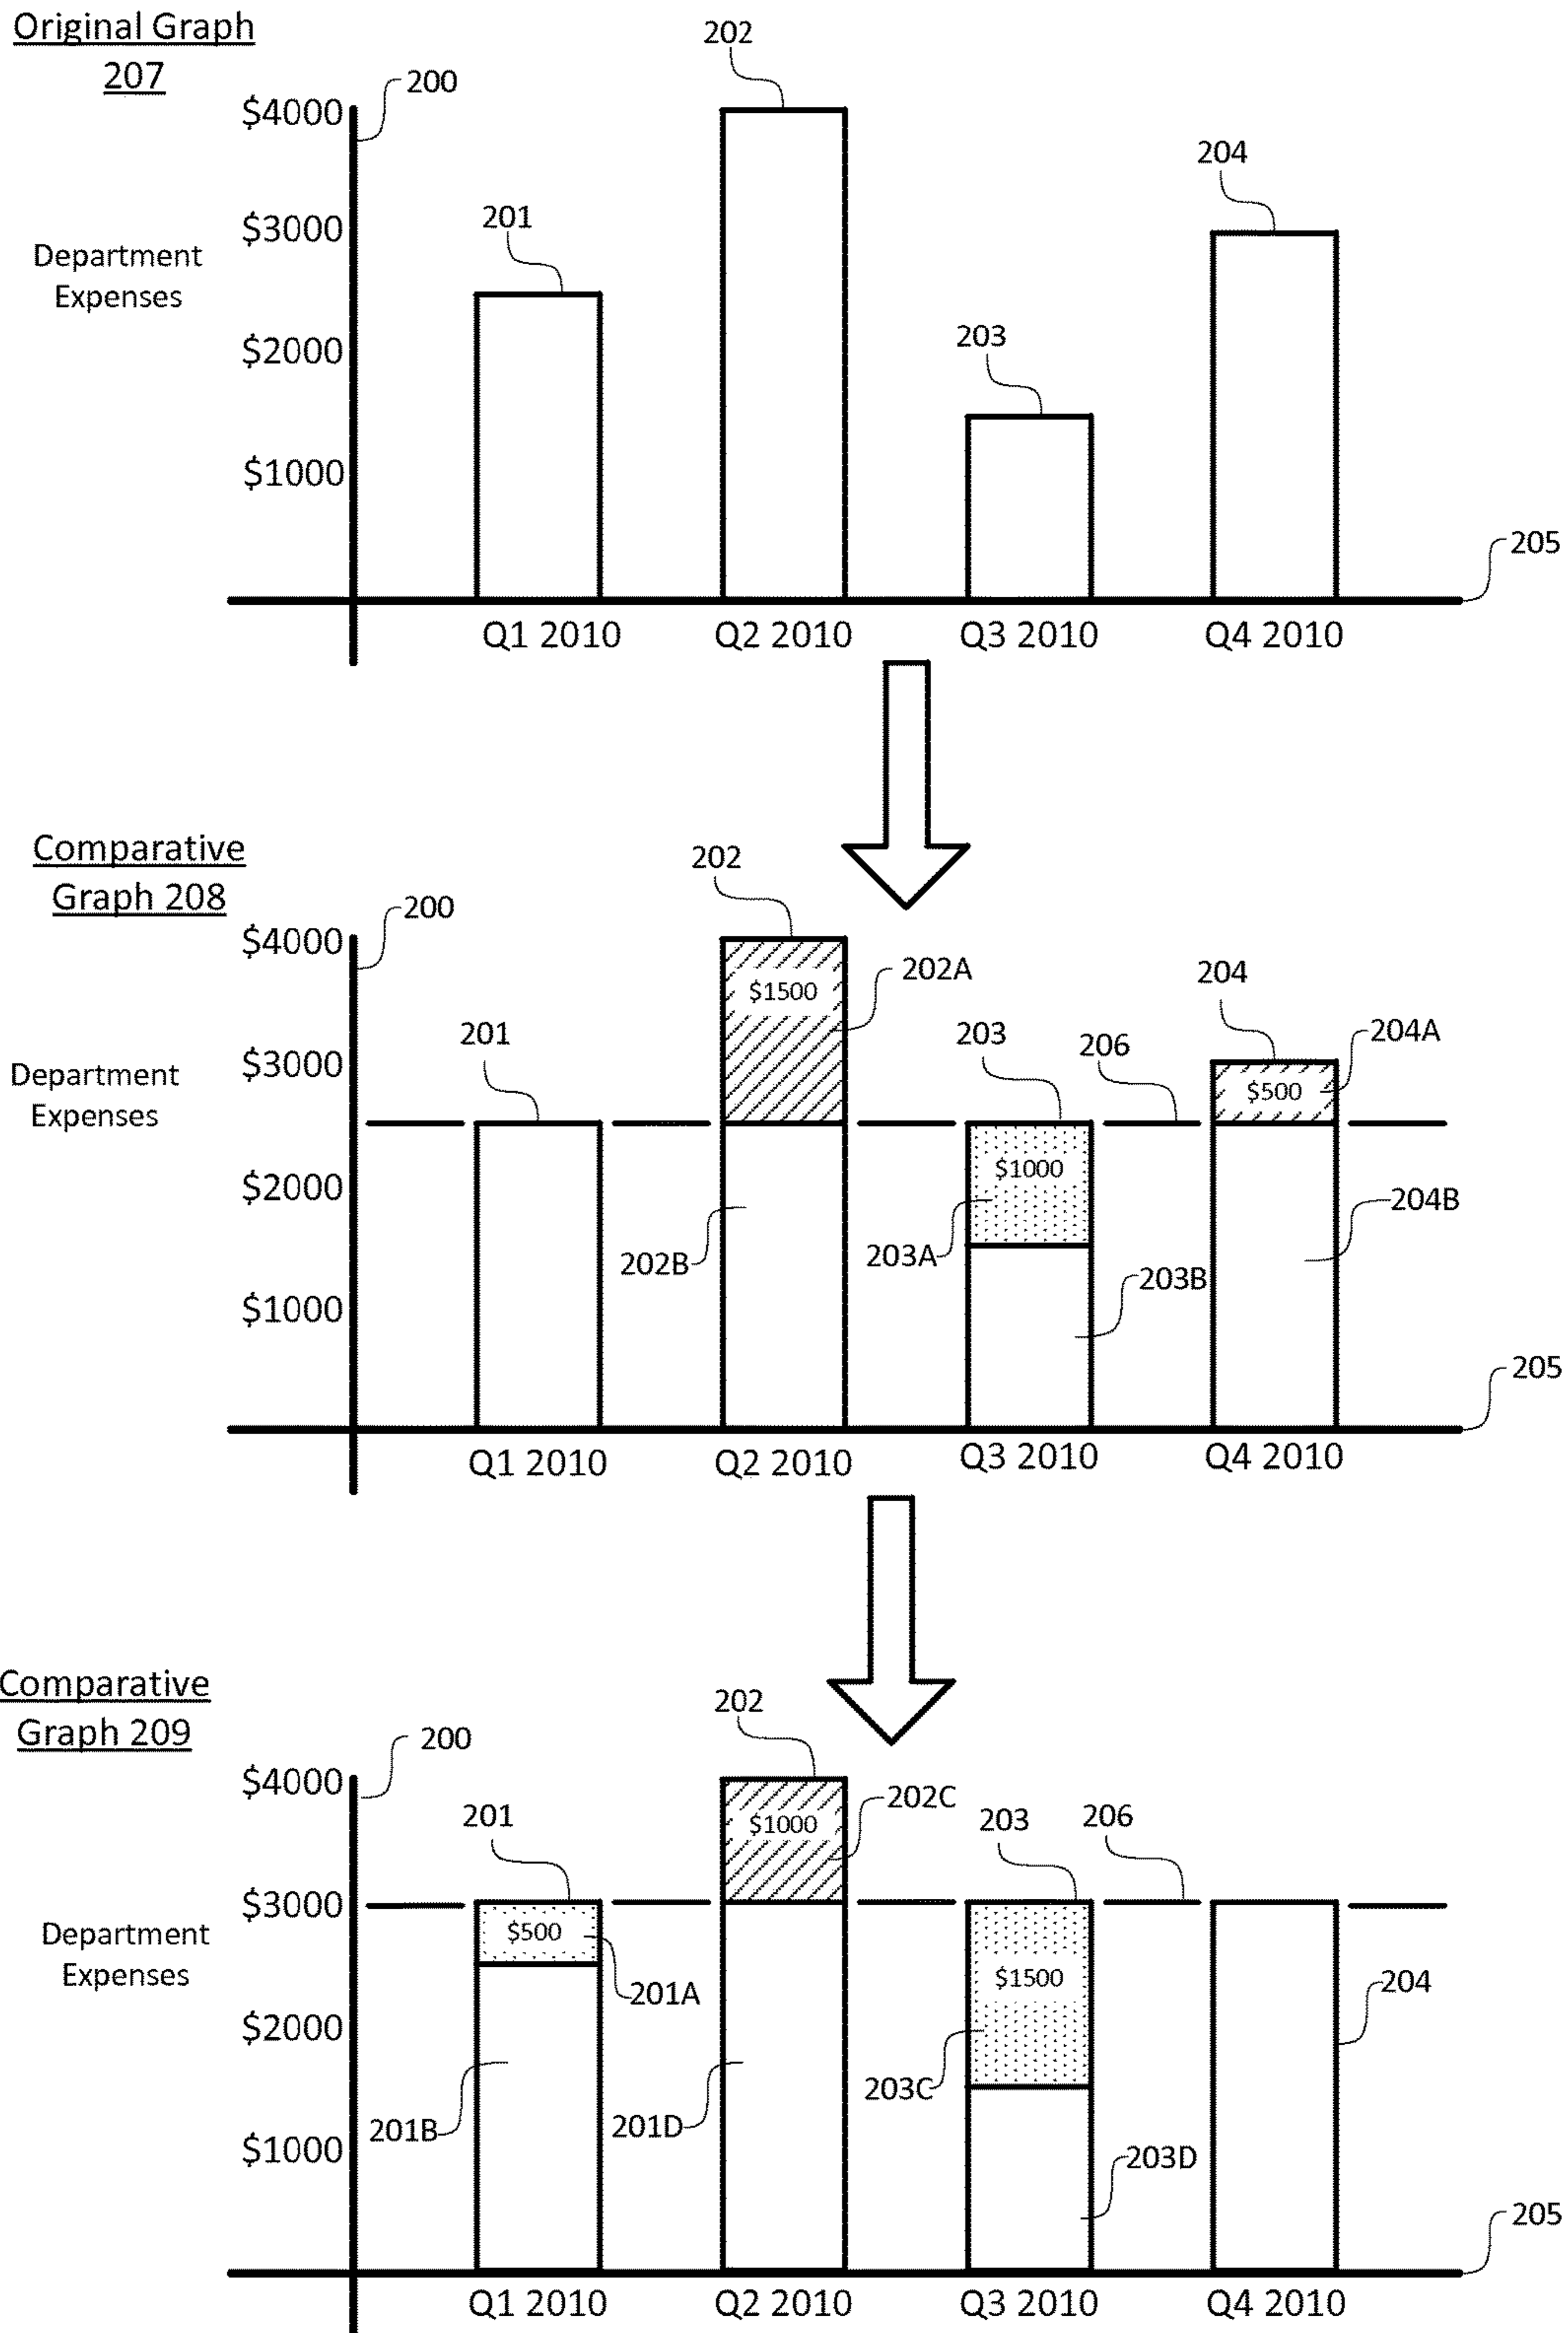 Original Graph
207
202
200
$4000
204
201
$3000
Department
Expenses
203
$2000
$1000
205
Q1 2010
Q2 2010
Q3 2010
Q4 2010
Comparative
Graph 208
202
200
$4000
202A
$1500
204
204A
201
203
206
$3000
$500
Department
Expenses
$1000
$2000
204B
203A
202B
203B
$1000
205
Q1 2010
Q2 2010
Q3 2010
Q4 2010
Comparative
Graph 209
202
200
$4000
202C
$1000
201
203
206
$3000
$500
Department
Expenses
$1500
204
201A
$2000
203C
201B
201D
$1000
203D
205
Q1 2010
Q2 2010
Q3 2010
Q4 2010